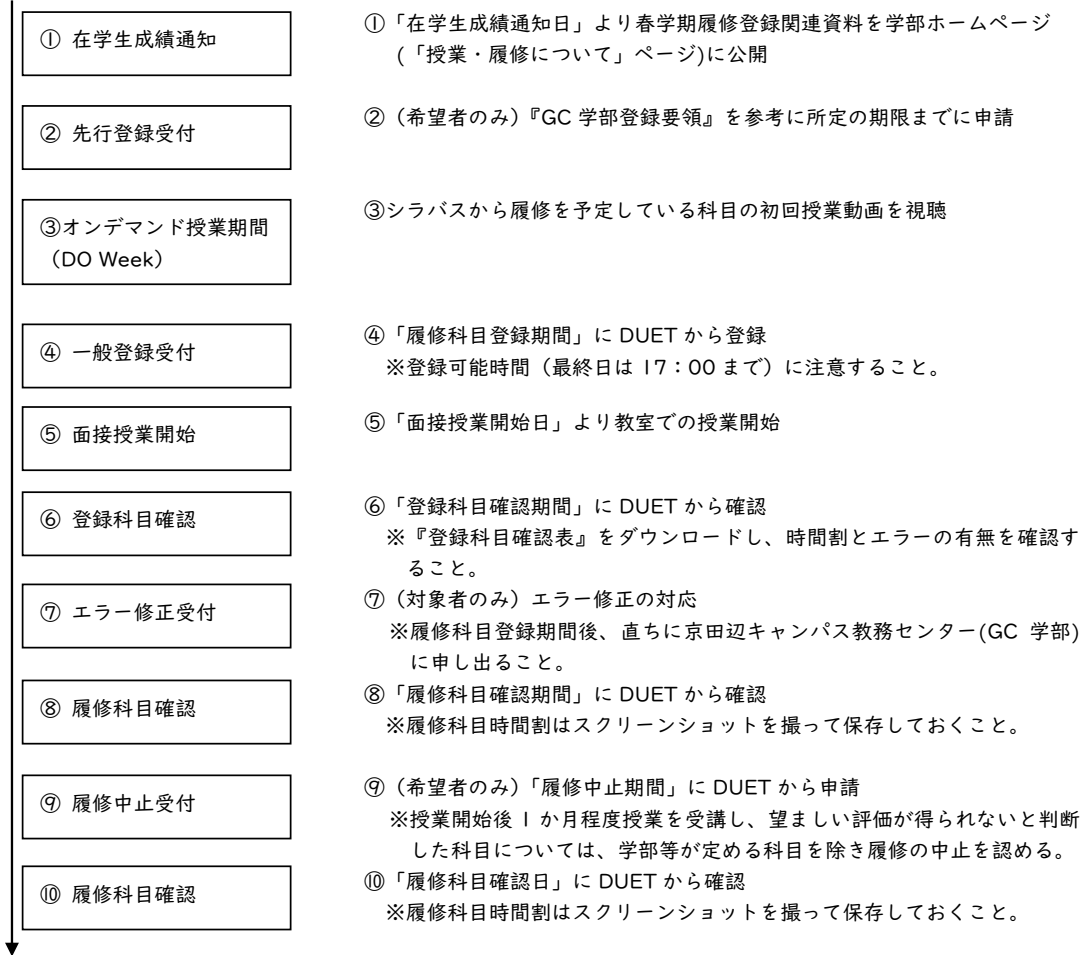 ① 在学生成績通知
①「在学生成績通知日」より春学期履修登録関連資料を学部ホームページ
(「授業・履修について」ページ)に公開
② 先行登録受付
②（希望者のみ）『GC 学部登録要領』を参考に所定の期限までに申請
③オンデマンド授業期間
（DO Week）
③シラバスから履修を予定している科目の初回授業動画を視聴
④ 一般登録受付
④「履修科目登録期間」に DUET から登録
※登録可能時間（最終日は 17：00 まで）に注意すること。
⑤ 面接授業開始
⑤「面接授業開始日」より教室での授業開始
⑥ 登録科目確認
⑥「登録科目確認期間」に DUET から確認
※『登録科目確認表』をダウンロードし、時間割とエラーの有無を確認す
ること。
⑦ エラー修正受付
⑦（対象者のみ）エラー修正の対応
※履修科目登録期間後、直ちに京田辺キャンパス教務センター(GC 学部)
に申し出ること。
⑧ 履修科目確認
⑧「履修科目確認期間」に DUET から確認
※履修科目時間割はスクリーンショットを撮って保存しておくこと。
⑨ 履修中止受付
⑨（希望者のみ）「履修中止期間」に DUET から申請
※授業開始後 1 か月程度授業を受講し、望ましい評価が得られないと判断
した科目については、学部等が定める科目を除き履修の中止を認める。
⑩ 履修科目確認
⑩「履修科目確認日」に DUET から確認
※履修科目時間割はスクリーンショットを撮って保存しておくこと。